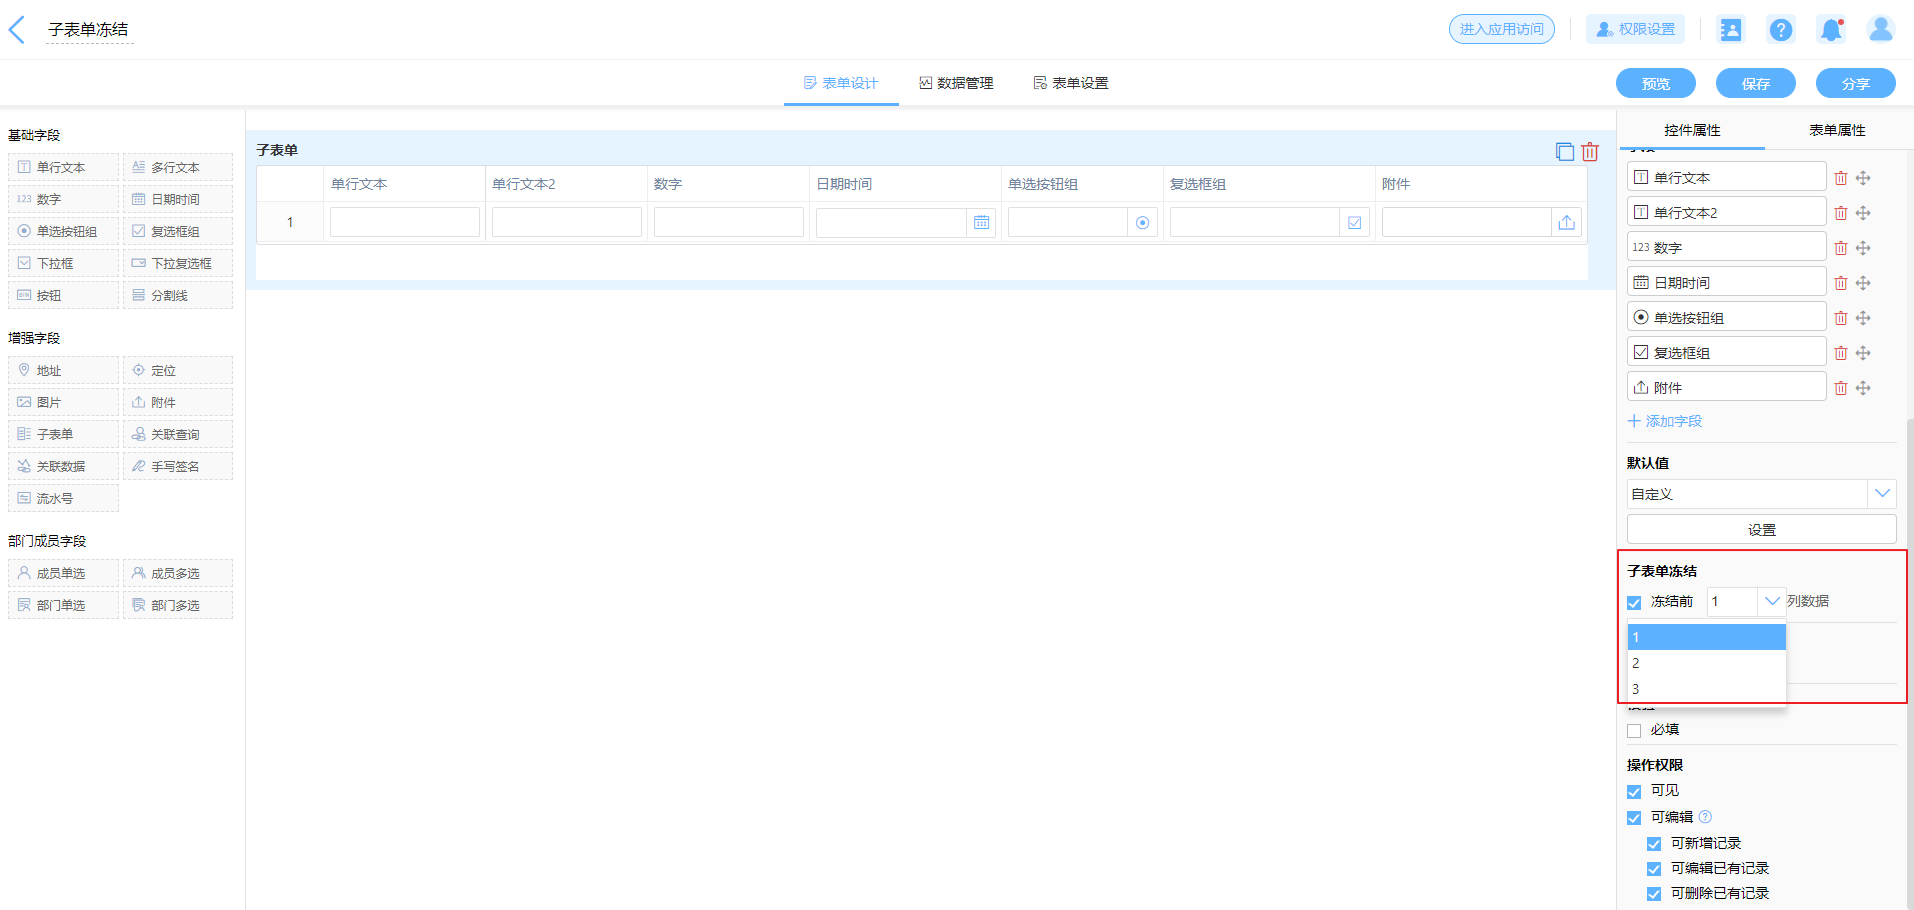 子表单冻结
进入应用访问
权限设置
表单设计
数据管理
表单设置
预览
保存
分享
基础字段
单行文本
多行文本
123 数字
日期时间
单选按钮组
复选框组
下拉框
下拉复选框
按钮
分割线
增强字段
地址
定位
图片
附件
子表单
关联查询
关联数据
手写签名
流水号
部门成员字段
成员单选
成员多选
部门单选
部门多选
子表单
单行文本
单行文本2
数字
日期时间
单选按钮组
复选框组
附件
1
控件属性
表单属性
单行文本
单行文本2
123 数字
日期时间
单选按钮组
复选框组
附件
添加字段
默认值
自定义
设置
子表单冻结
冻结前 1 列数据
1
2
3
必填
操作权限
可见
可编辑
可新增记录
可编辑已有记录
可删除已有记录